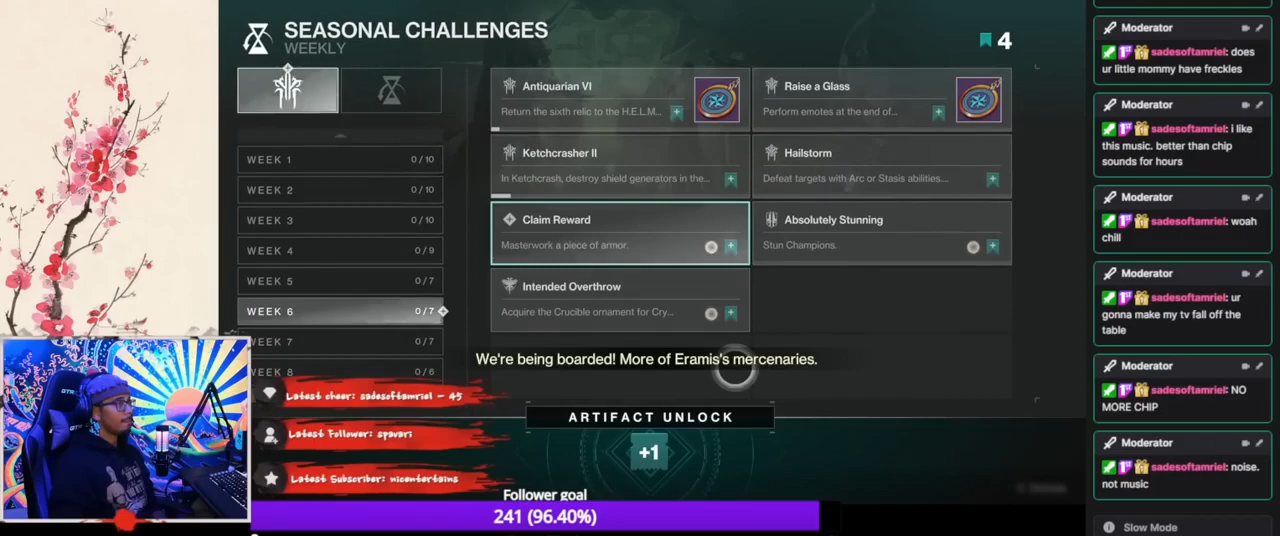 SEASONAL CHALLENGES
WEEKLY
4
WEEK 1 0/10
WEEK 2 0/10
WEEK 3 0/10
WEEK 4 0/9
WEEK 5 0/7
WEEK 6 0/7
WEEK 7 0/7
WEEK 8 0/6
Antiquarian VI
Return the sixth relic to the H.E.L.M...
Raise a Glass
Perform emotes at the end of...
Ketchcrasher II
In Ketchcrash, destroy shield generators in the...
Hailstorm
Defeat targets with Arc or Stasis abilities....
Claim Reward
Masterwork a piece of armor.
Absolutely Stunning
Stun Champions.
Intended Overthrow
Acquire the Crucible ornament for Cry...
We're being boarded! More of Eramis's mercenaries.
ARTIFACT UNLOCK
+1
Latest cheer: sadesoftamriel - 45
Latest Follower: spavari
Latest Subscriber: nicentertains
Follower goal
241 (96.40%)
Moderator
sadesoftamriel: does
ur little mommy have freckles
Moderator
sadesoftamriel: i like
this music. better than chip
sounds for hours
Moderator
sadesoftamriel: woah
chill
Moderator
sadesoftamriel: ur
gonna make my tv fall off the
table
Moderator
sadesoftamriel: NO
MORE CHIP
Moderator
sadesoftamriel: noise.
not music
Slow Mode